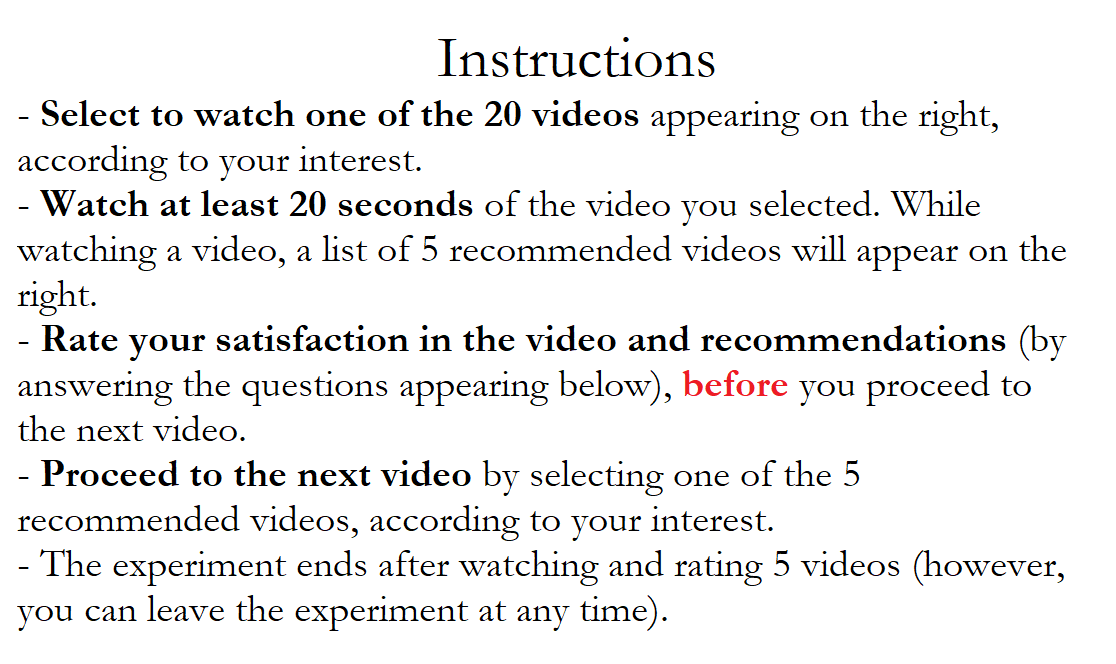 Instructions
- Select to watch one of the 20 videos appearing on the right,
according to your interest.
- Watch at least 20 seconds of the video you selected. While
watching a video, a list of 5 recommended videos will appear on the
right.
- Rate your satisfaction in the video and recommendations (by
answering the questions appearing below), before you proceed to
the next video.
- Proceed to the next video by selecting one of the 5
recommended videos, according to your interest.
- The experiment ends after watching and rating 5 videos (however,
you can leave the experiment at any time).